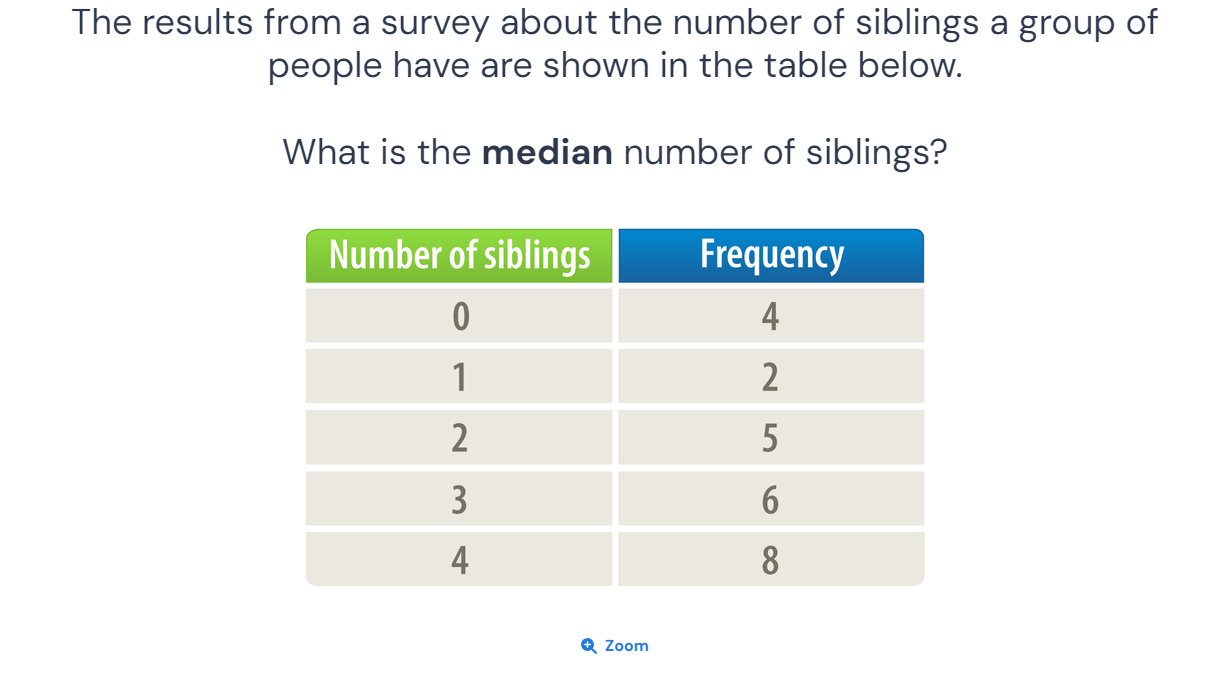 The results from a survey about the number of siblings a group of
people have are shown in the table below.
What is the median number of siblings?
Number of siblings Frequency
0 4
1 2
2 5
3 6
4 8
Zoom